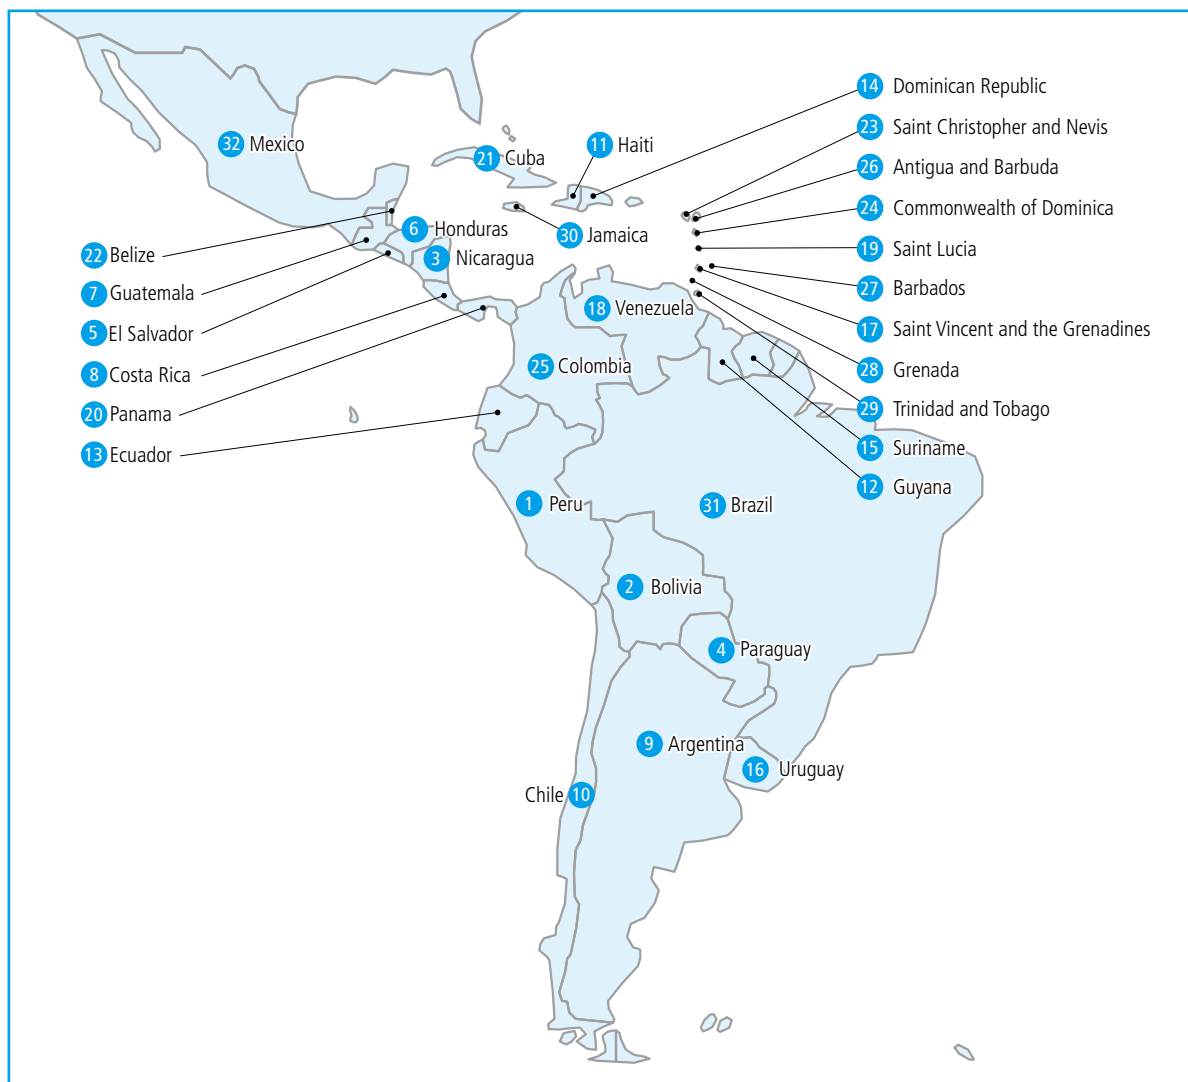 14 Dominican Republic
23 Saint Christopher and Nevis
32 Mexico
11 Haiti
21 Cuba
26 Antigua and Barbuda
24 Commonwealth of Dominica
6 Honduras
30 Jamaica
22 Belize
3 Nicaragua
19 Saint Lucia
7 Guatemala
27 Barbados
18 Venezuela
5 El Salvador
17 Saint Vincent and the Grenadines
8 Costa Rica
25 Colombia
28 Grenada
20 Panama
29 Trinidad and Tobago
13 Ecuador
15 Suriname
12 Guyana
1 Peru
31 Brazil
2 Bolivia
4 Paraguay
9 Argentina
16 Uruguay
Chile 10